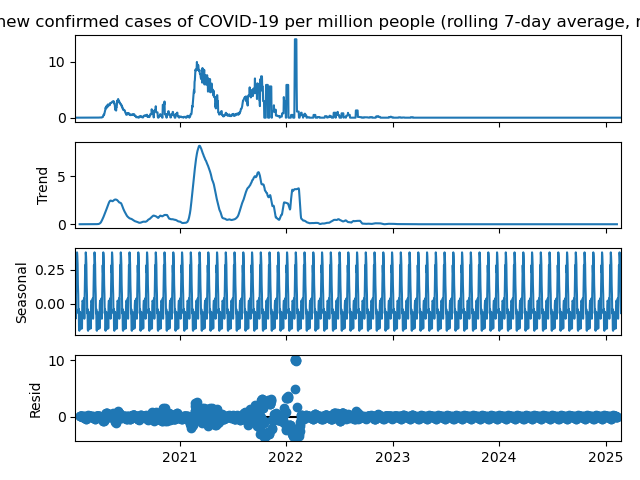 new confirmed cases of COVID-19 per million people (rolling 7-day average, r
10
0
Trend
5
0
Seasonal
0.25
0.00
Resid
10
0
2021 2022 2023 2024 2025